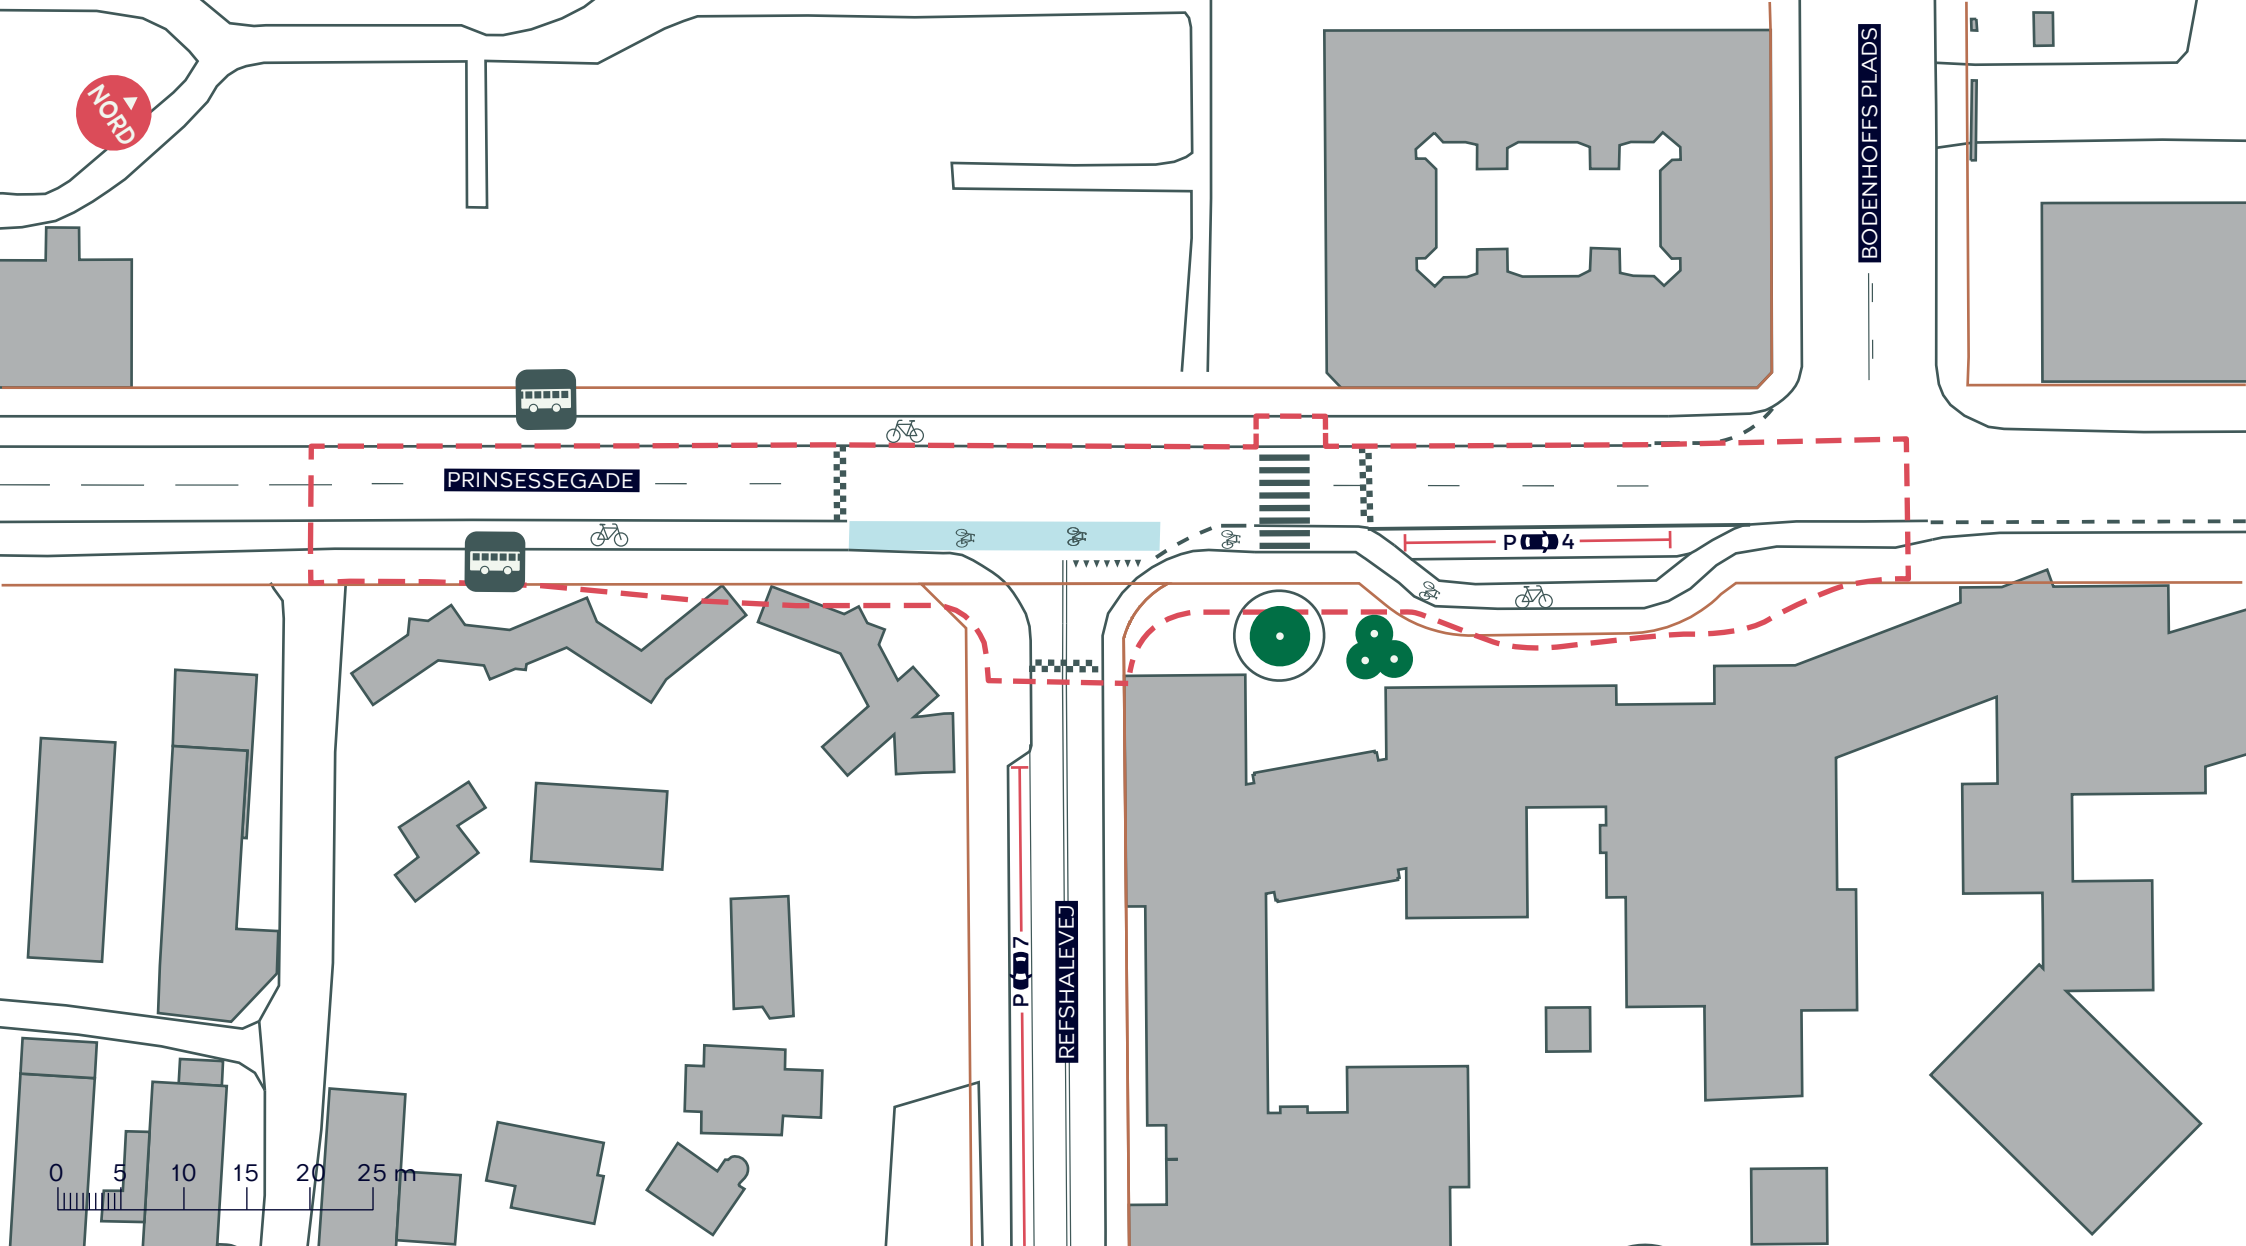 NORD
BODENHOFFS PLADS
PRINSESSEGADE
P 4
P 7
REFSHALEVEJ
0 5 10 15 20 25 m